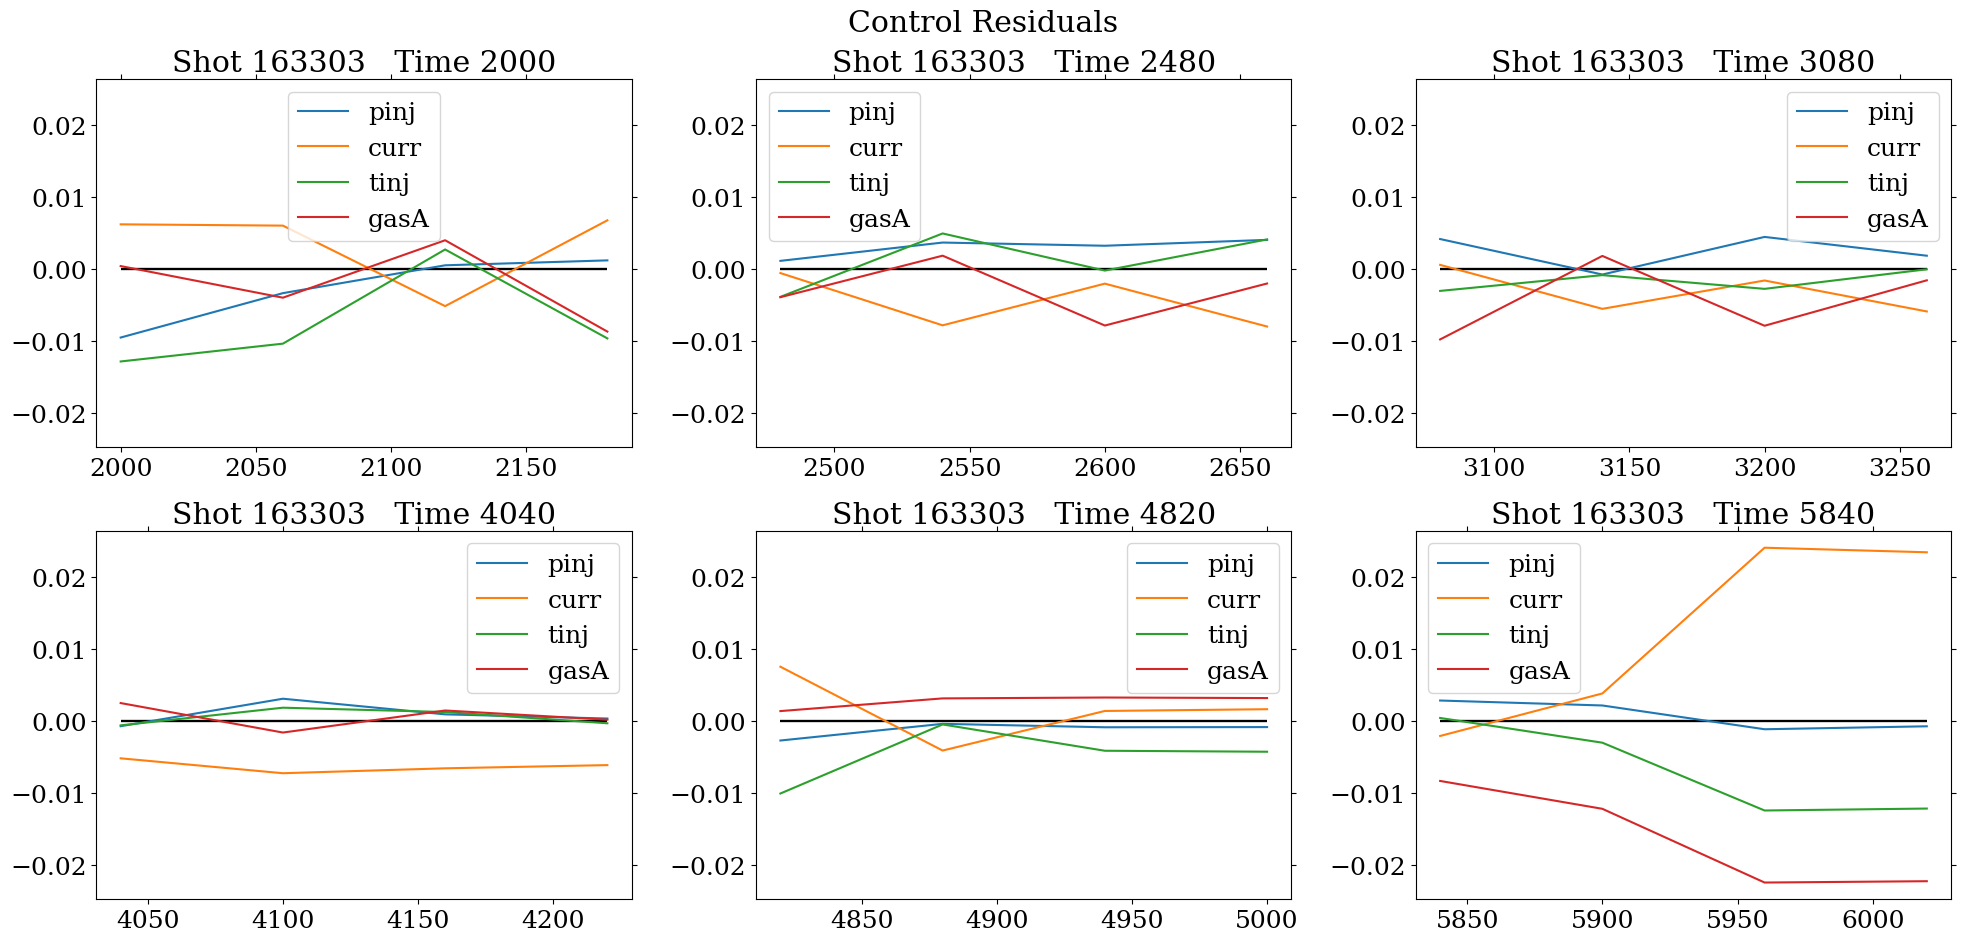 Control Residuals
Shot 163303   Time 2000
0.02
0.01
0.00
−0.01
−0.02
pinj
curr
tinj
gasA
2000 2050 2100 2150
Shot 163303   Time 2480
0.02
0.01
0.00
−0.01
−0.02
pinj
curr
tinj
gasA
2500 2550 2600 2650
Shot 163303   Time 3080
0.02
0.01
0.00
−0.01
−0.02
pinj
curr
tinj
gasA
3100 3150 3200 3250
Shot 163303   Time 4040
0.02
0.01
0.00
−0.01
−0.02
pinj
curr
tinj
gasA
4050 4100 4150 4200
Shot 163303   Time 4820
0.02
0.01
0.00
−0.01
−0.02
pinj
curr
tinj
gasA
4850 4900 4950 5000
Shot 163303   Time 5840
0.02
0.01
0.00
−0.01
−0.02
pinj
curr
tinj
gasA
5850 5900 5950 6000